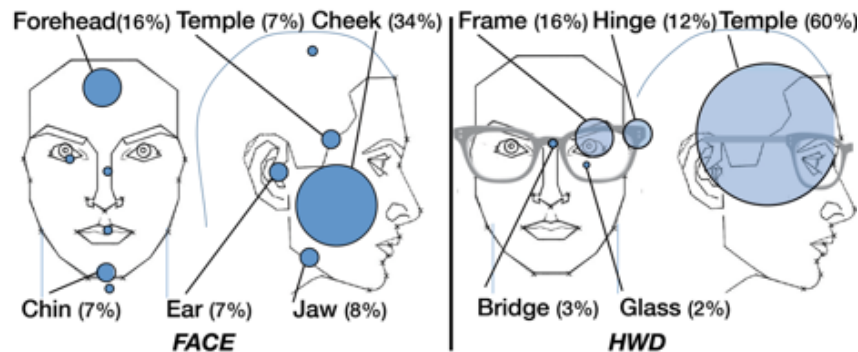 Forehead(16%) Temple (7%) Cheek (34%) Frame (16%) Hinge (12%) Temple (60%)
Chin (7%) Ear (7%) Jaw (8%) Bridge (3%) Glass (2%)
FACE HWD